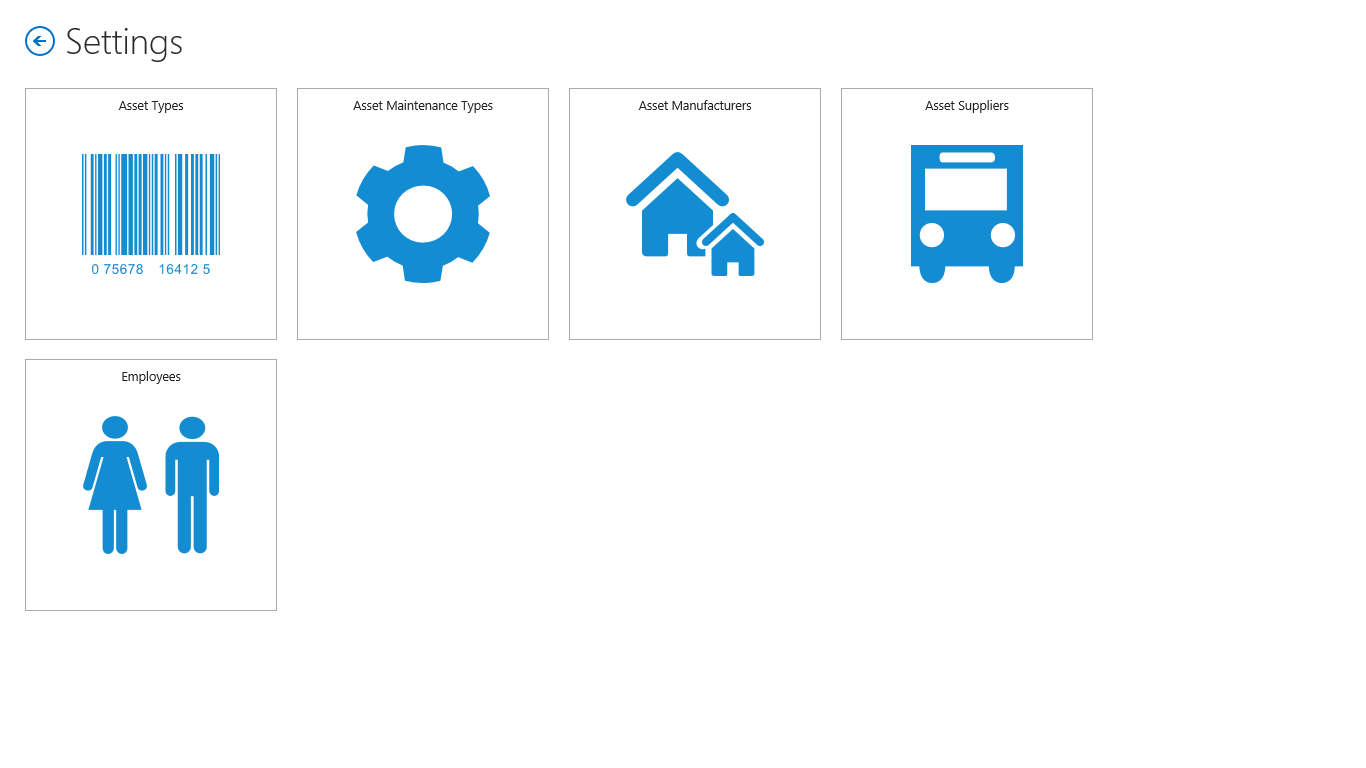 Settings
Asset Types
Asset Maintenance Types
Asset Manufacturers
Asset Suppliers
0 75678 16412 5
Employees